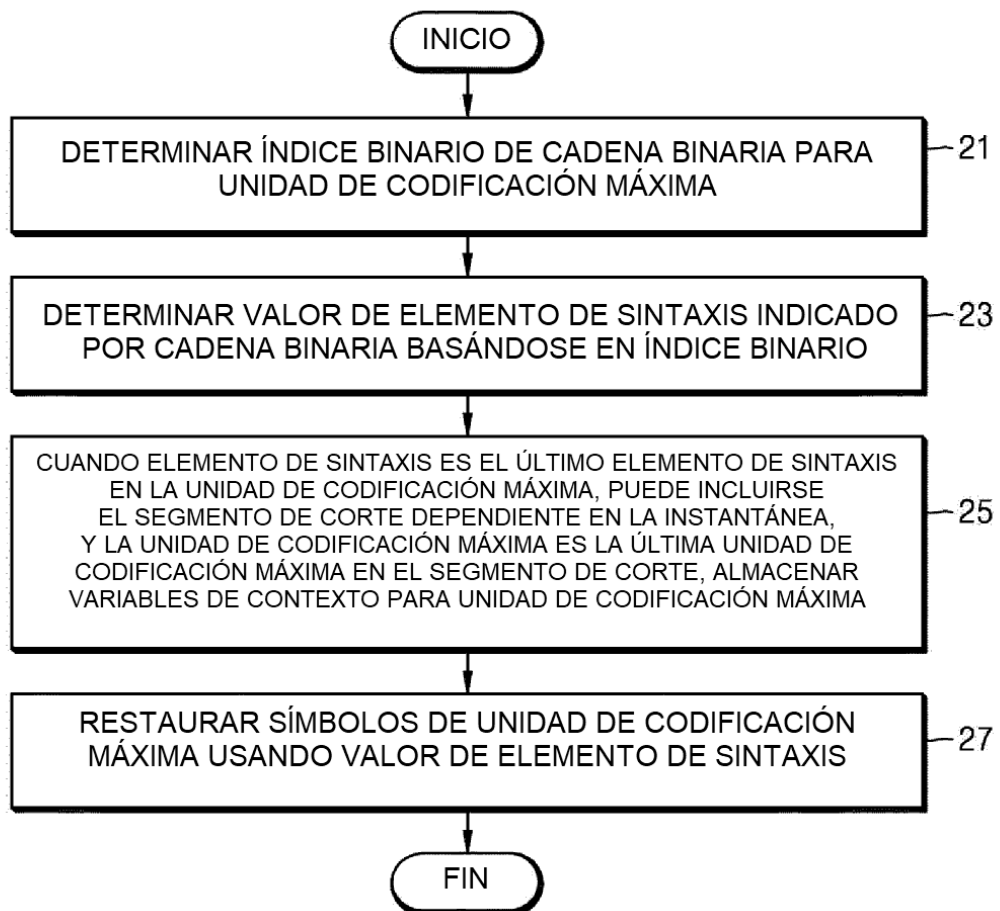 INICIO
DETERMINAR ÍNDICE BINARIO DE CADENA BINARIA PARA
UNIDAD DE CODIFICACIÓN MÁXIMA
21
DETERMINAR VALOR DE ELEMENTO DE SINTAXIS INDICADO
POR CADENA BINARIA BASÁNDOSE EN ÍNDICE BINARIO
23
CUANDO ELEMENTO DE SINTAXIS ES EL ÚLTIMO ELEMENTO DE SINTAXIS
EN LA UNIDAD DE CODIFICACIÓN MÁXIMA, PUEDE INCLUIRSE
EL SEGMENTO DE CORTE DEPENDIENTE EN LA INSTANTÁNEA,
Y LA UNIDAD DE CODIFICACIÓN MÁXIMA ES LA ÚLTIMA UNIDAD DE
CODIFICACIÓN MÁXIMA EN EL SEGMENTO DE CORTE, ALMACENAR
VARIABLES DE CONTEXTO PARA UNIDAD DE CODIFICACIÓN MÁXIMA
25
RESTAURAR SÍMBOLOS DE UNIDAD DE CODIFICACIÓN
MÁXIMA USANDO VALOR DE ELEMENTO DE SINTAXIS
27
FIN